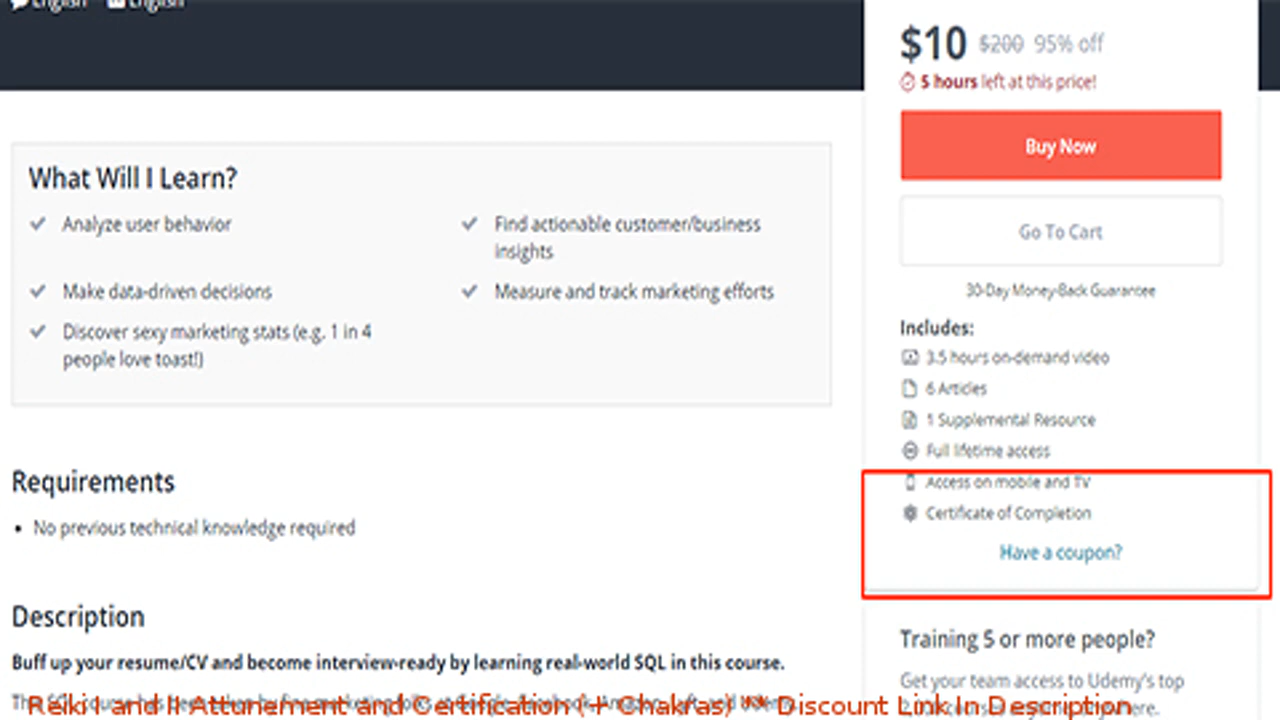 English English
$10 $200 95% off
5 hours left at this price!
Buy Now
Go To Cart
30-Day Money-Back Guarantee
Includes:
3.5 hours on-demand video
6 Articles
1 Supplemental Resource
Full lifetime access
Access on mobile and TV
Certificate of Completion
Have a coupon?
Training 5 or more people?
Get your team access to Udemy's top
What Will I Learn?
Analyze user behavior
Find actionable customer/business
insights
Make data-driven decisions
Measure and track marketing efforts
Discover sexy marketing stats (e.g. 1 in 4
people love toast!)
Requirements
• No previous technical knowledge required
Description
Buff up your resume/CV and become interview-ready by learning real-world SQL in this course.
Reiki I and II Attunement and Certification (+ Chakras) Discount Link In Description